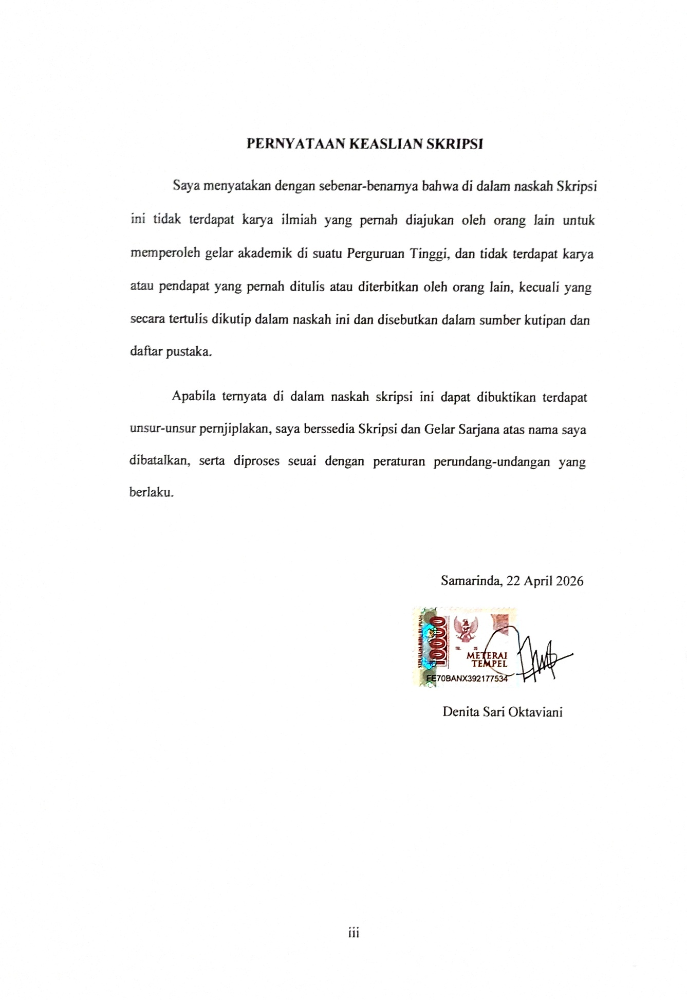 PERNYATAAN KEASLIAN SKRIPSI
Saya menyatakan dengan sebenar-benarnya bahwa di dalam naskah Skripsi
ini tidak terdapat karya ilmiah yang pernah diajukan oleh orang lain untuk
memperoleh gelar akademik di suatu Perguruan Tinggi, dan tidak terdapat karya
atau pendapat yang pernah ditulis atau diterbitkan oleh orang lain, kecuali yang
secara tertulis dikutip dalam naskah ini dan disebutkan dalam sumber kutipan dan
daftar pustaka.
Apabila ternyata di dalam naskah skripsi ini dapat dibuktikan terdapat
unsur-unsur pernjiplakan, saya berssedia Skripsi dan Gelar Sarjana atas nama saya
dibatalkan, serta diproses seuai dengan peraturan perundang-undangan yang
berlaku.
Samarinda, 22 April 2026
SEPULUH RIBU RUPIAH
10000
METERAI
TEMPEL
FE70BANX392177534
Denita Sari Oktaviani
iii